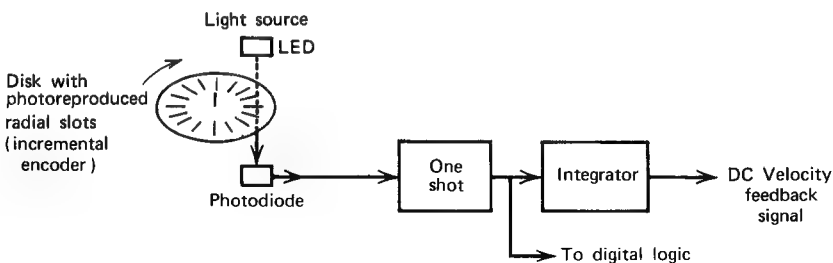 Light source
LED
Disk with
photoreproduced
radial slots
(incremental
encoder)
Photodiode
One
shot
Integrator
DC Velocity
feedback
signal
To digital logic